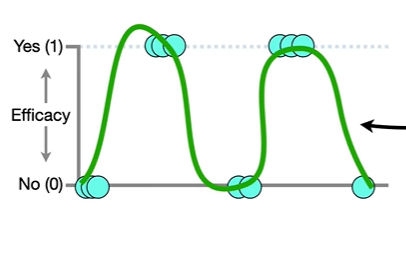 Yes (1)
Efficacy
No (0)